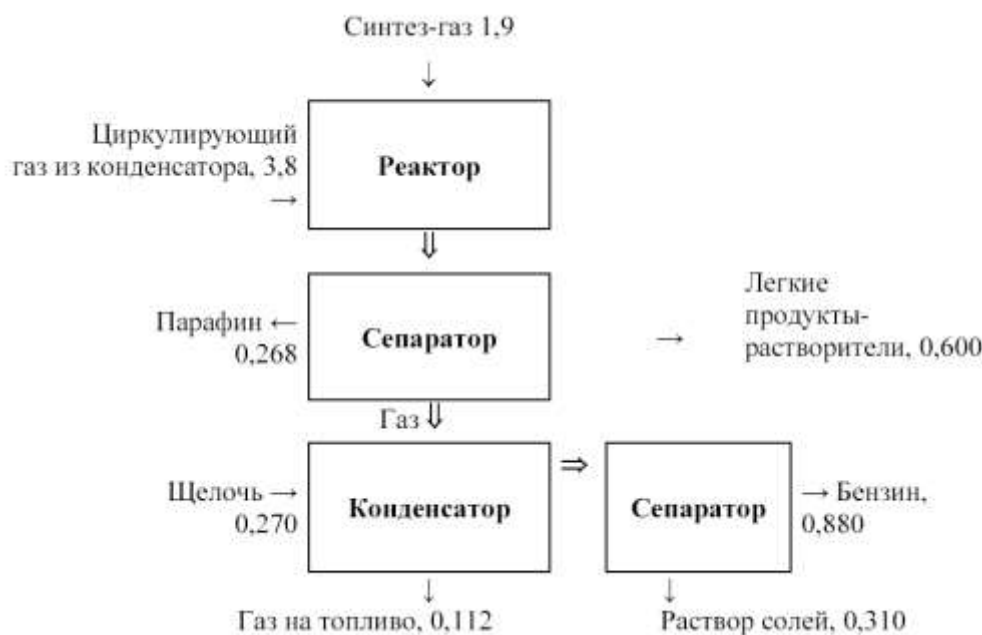 Синтез-газ 1,9
↓
Циркулирующий
газ из конденсатора, 3,8
→
Реактор
⇓
Парафин ←
0,268
Сепаратор
→
Легкие
продукты-
растворители, 0,600
Газ ⇓
Щелочь →
0,270
Конденсатор
⇒
Сепаратор
→ Бензин,
0,880
↓
Газ на топливо, 0,112
↓
Раствор солей, 0,310